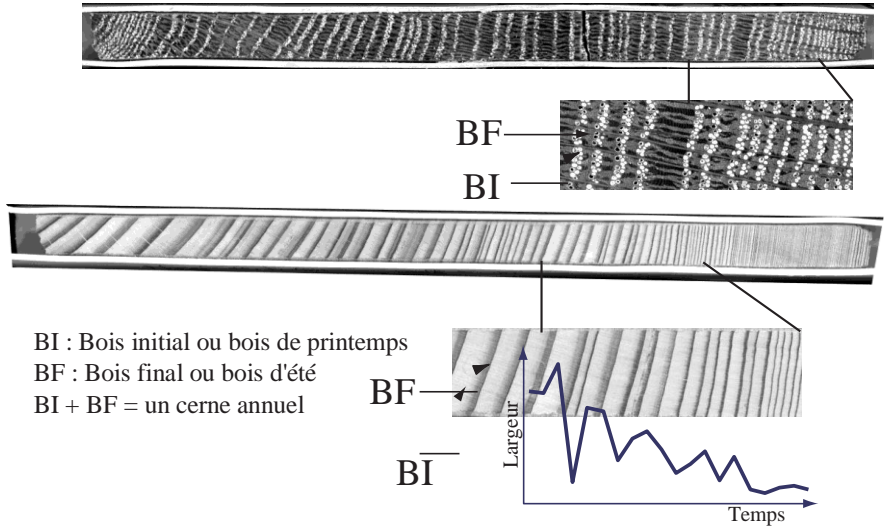 BF
BI
BI : Bois initial ou bois de printemps
BF : Bois final ou bois d'été
BI + BF = un cerne annuel
BF
BI
Largeur
Temps